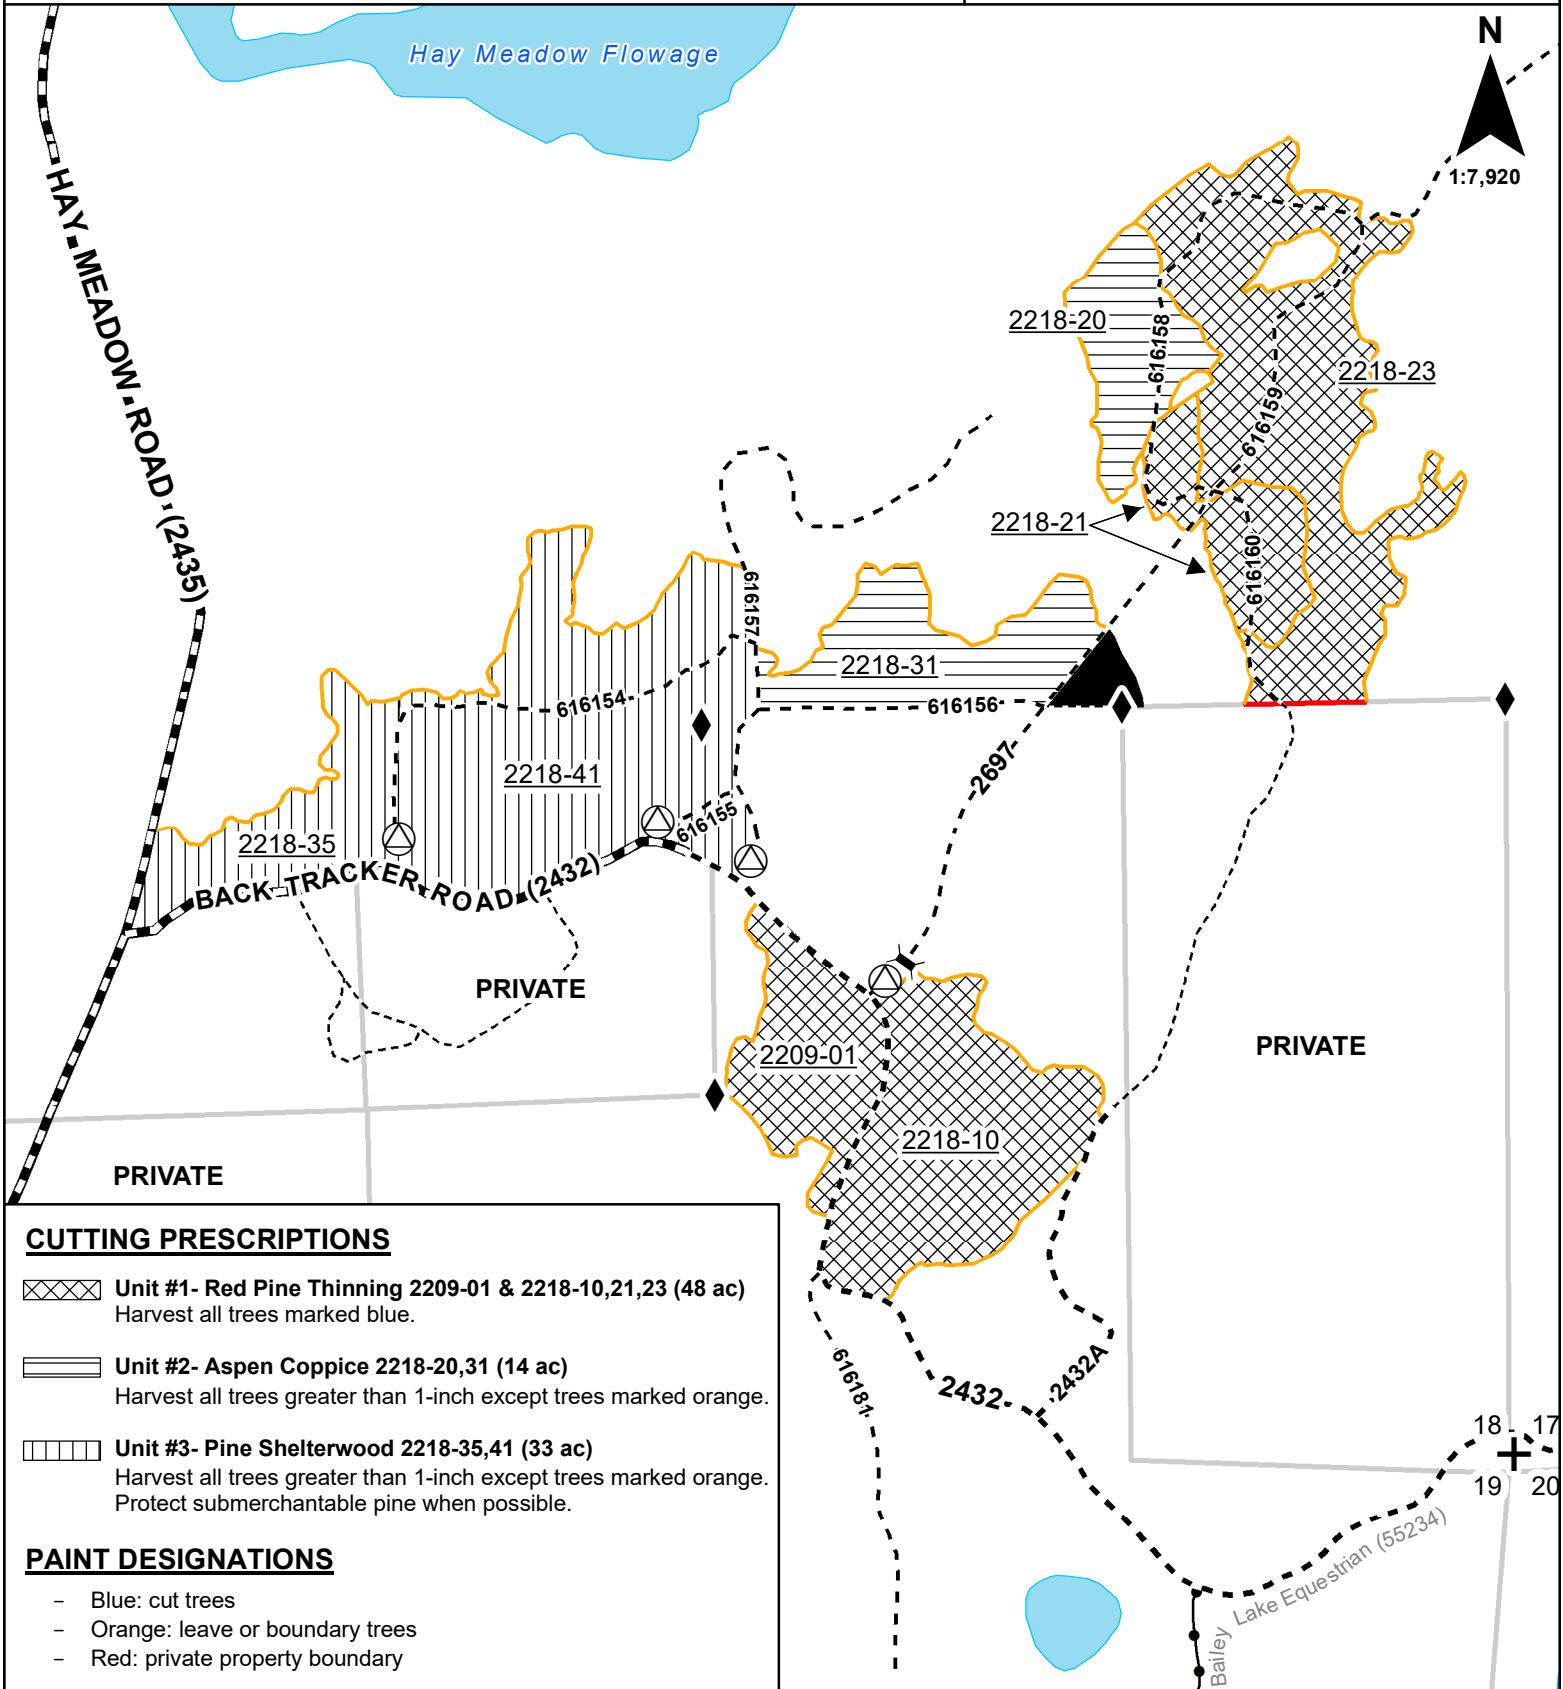 Hay Meadow Flowage
N
1:7,920
HAY MEADOW ROAD (2435)
2218-20
616158
2218-23
616159
2218-21
616160
616157
2218-31
616154
616156
2218-41
2697
616155
2218-35
BACK TRACKER ROAD (2432)
PRIVATE
2209-01
PRIVATE
2218-10
PRIVATE
616181
2432
2432A
18 17
19 20
Bailey Lake Equestrian (55234)
CUTTING PRESCRIPTIONS
Unit #1- Red Pine Thinning 2209-01 & 2218-10,21,23 (48 ac)
Harvest all trees marked blue.
Unit #2- Aspen Coppice 2218-20,31 (14 ac)
Harvest all trees greater than 1-inch except trees marked orange.
Unit #3- Pine Shelterwood 2218-35,41 (33 ac)
Harvest all trees greater than 1-inch except trees marked orange.
Protect submerchantable pine when possible.
PAINT DESIGNATIONS
- Blue: cut trees
- Orange: leave or boundary trees
- Red: private property boundary